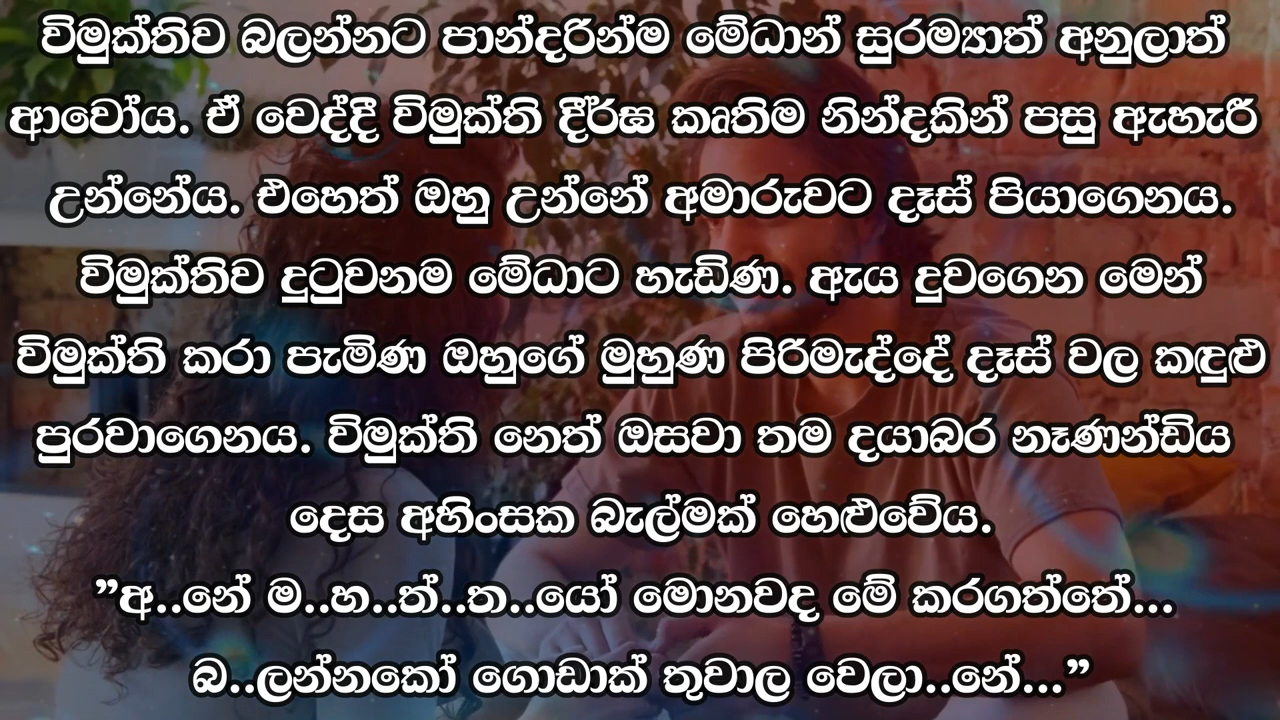 විමුක්තිව බලන්නට පාන්දරින්ම මේධාත් සුරම්‍යාත් අනුලාත්
ආවෝය. ඒ වෙද්දී විමුක්ති දීර්ඝ කෘතිම නින්දකින් පසු ඇහැරී
උන්නේය. එහෙත් ඔහු උන්නේ අමාරුවට දෑස් පියාගෙනය.
විමුක්තිව දුටුවනම මේධාට හැඩිණ. ඇය දුවගෙන මෙන්
විමුක්ති කරා පැමිණ ඔහුගේ මුහුණ පිරිමැද්දේ දෑස් වල කඳුළු
පුරවාගෙනය. විමුක්ති නෙත් ඔසවා තම දයාබර නෑණන්ඩිය
දෙස අහිංසක බැල්මක් හෙළුවේය.
”අ..නේ ම..හ..ත්..ත..යෝ මොනවද මේ කරගත්තේ...
බ..ලන්නකෝ ගොඩාක් තුවාල වෙලා..නේ...”